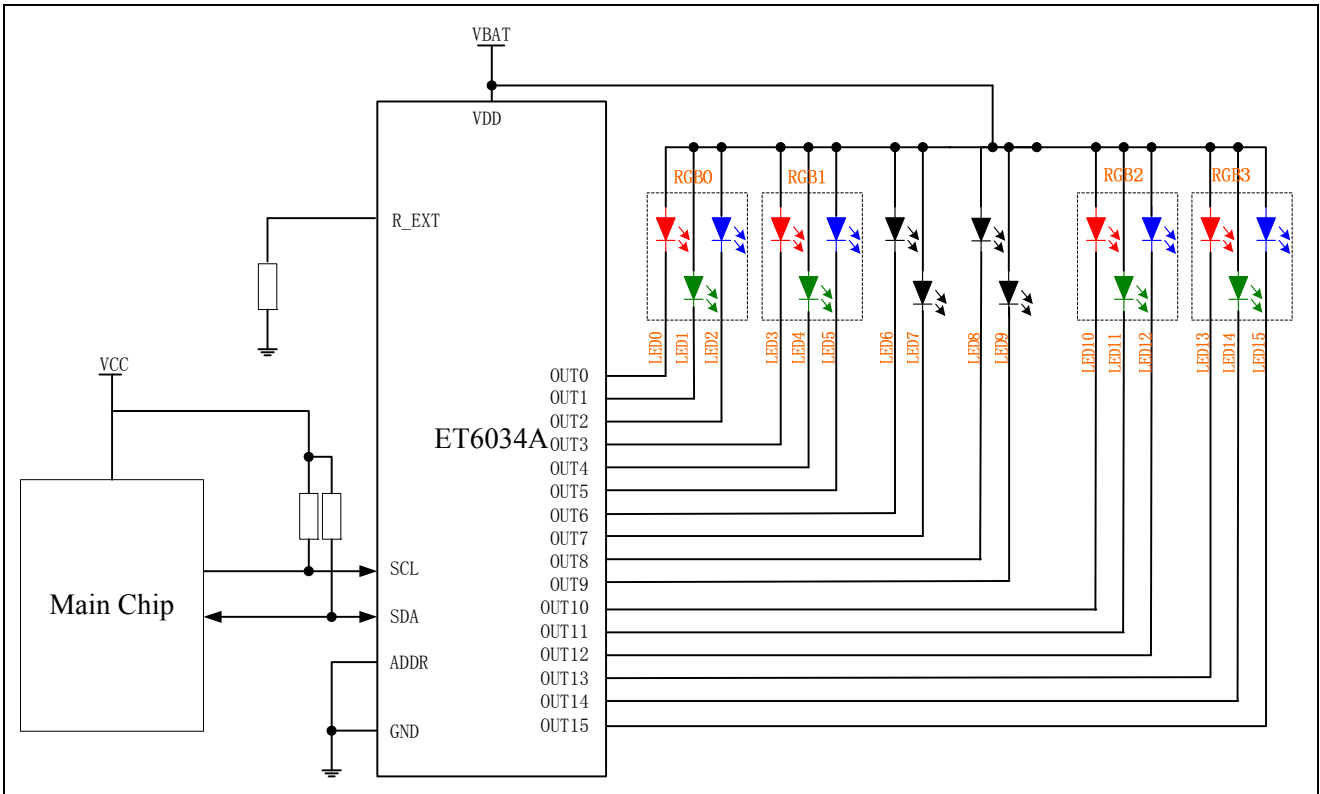 VBAT
VDD
RGB0
RGB1
RGB2
RGB3
R_EXT
LED0
LED1
LED2
LED3
LED4
LED5
LED6
LED7
LED8
LED9
LED10
LED11
LED12
LED13
LED14
LED15
VCC
OUT0
OUT1
OUT2
ET6034A
OUT3
OUT4
OUT5
OUT6
OUT7
OUT8
OUT9
OUT10
OUT11
OUT12
OUT13
OUT14
OUT15
SCL
Main Chip
SDA
ADDR
GND